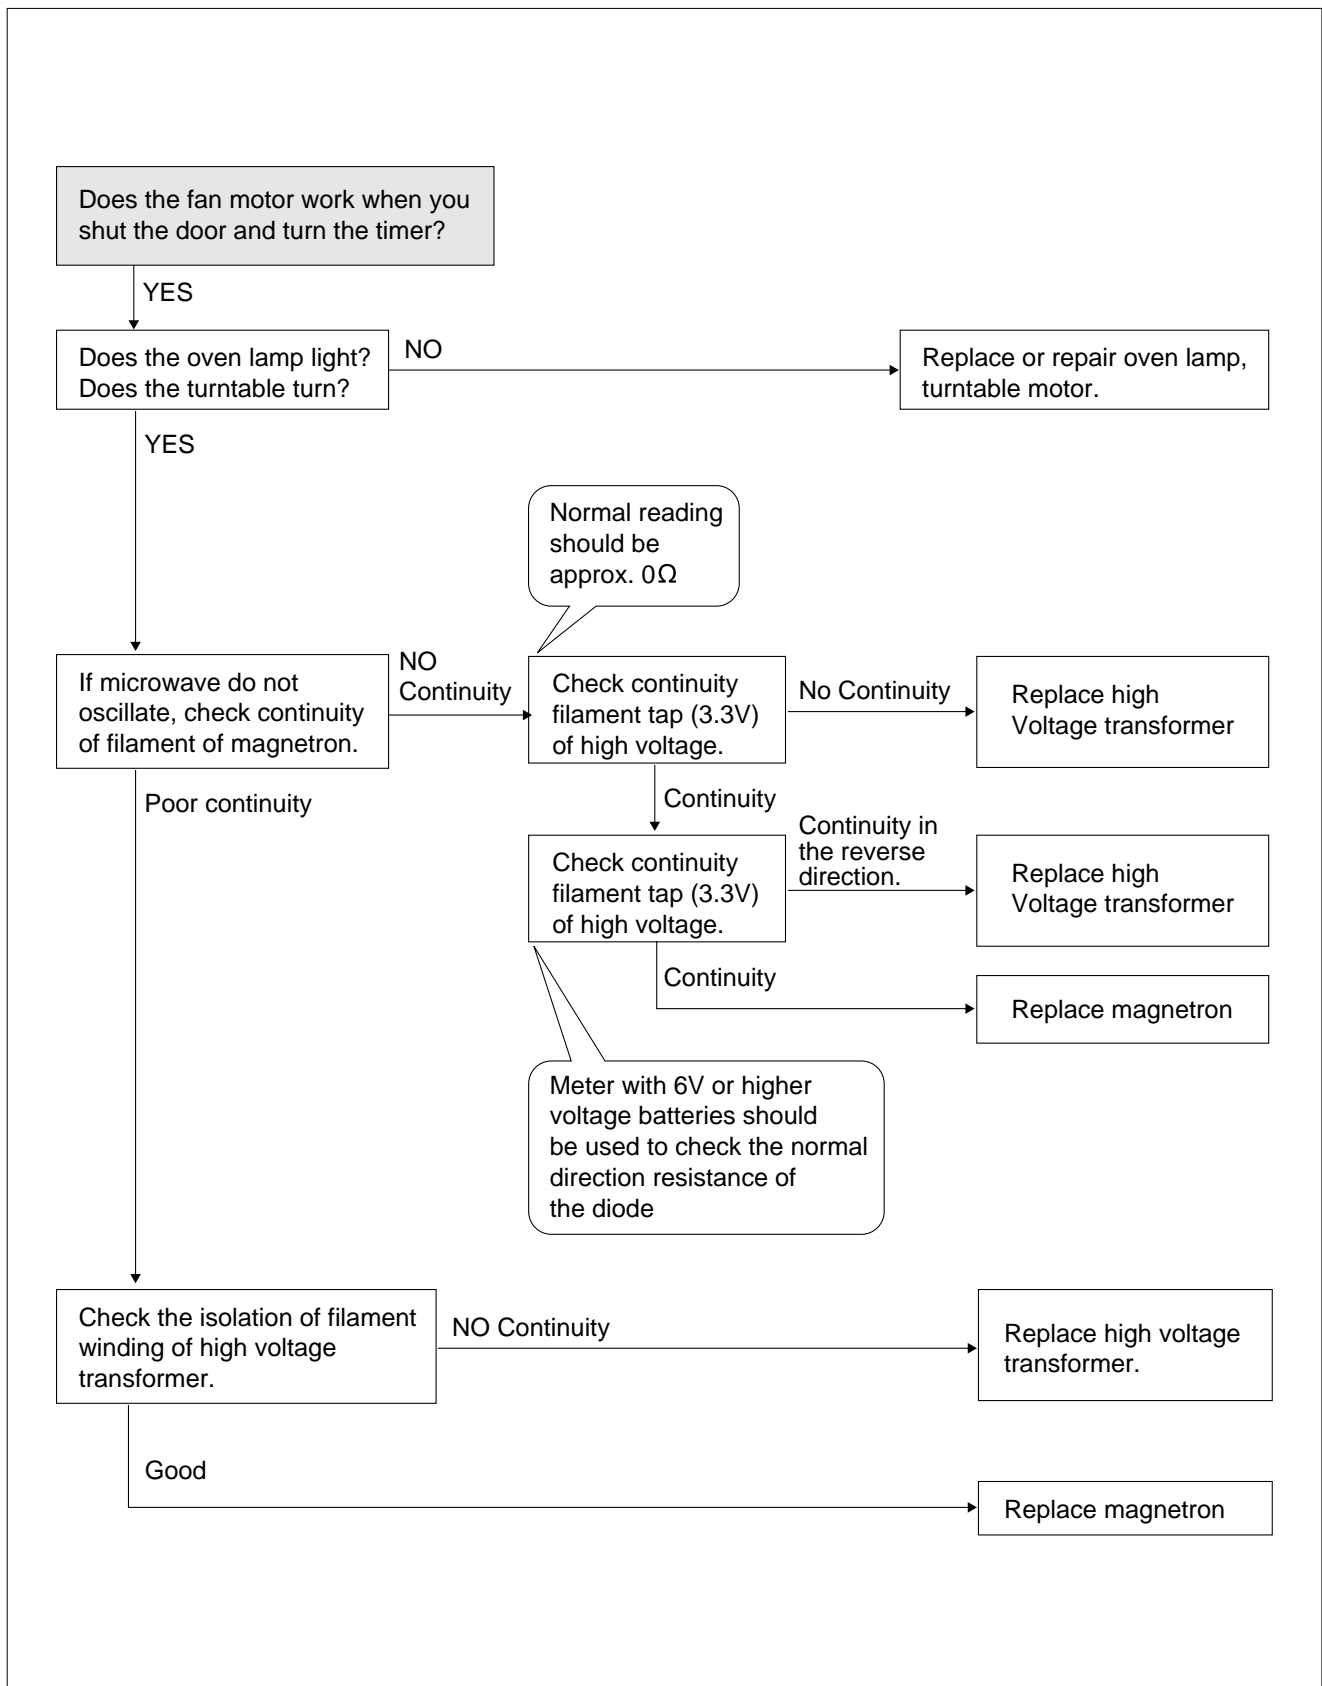 Does the fan motor work when you
shut the door and turn the timer?
YES
Does the oven lamp light?
Does the turntable turn?
NO
Replace or repair oven lamp,
turntable motor.
YES
Normal reading
should be
approx. 0Ω
If microwave do not
oscillate, check continuity
of filament of magnetron.
NO
Continuity
Check continuity
filament tap (3.3V)
of high voltage.
No Continuity
Replace high
Voltage transformer
Poor continuity
Continuity
Check continuity
filament tap (3.3V)
of high voltage.
Continuity in
the reverse
direction.
Replace high
Voltage transformer
Continuity
Replace magnetron
Meter with 6V or higher
voltage batteries should
be used to check the normal
direction resistance of
the diode
Check the isolation of filament
winding of high voltage
transformer.
NO Continuity
Replace high voltage
transformer.
Good
Replace magnetron